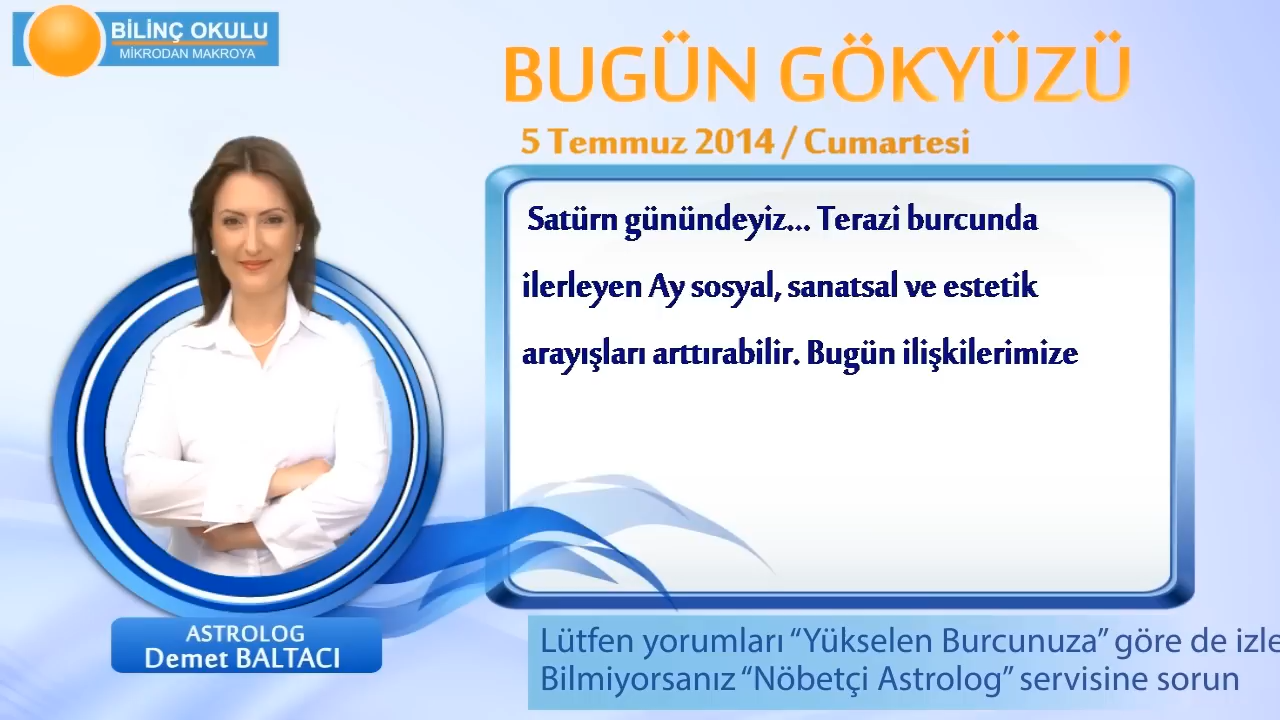 BİLİNÇ OKULU
MİKRODAN MAKROYA
BUGÜN GÖKYÜZÜ
5 Temmuz 2014 / Cumartesi
Satürn günündeyiz... Terazi burcunda
ilerleyen Ay sosyal, sanatsal ve estetik
arayışları arttırabilir. Bugün ilişkilerimize
ASTROLOG
Demet BALTACI
Lütfen yorumları “Yükselen Burcunuza” göre de izle
Bilmiyorsanız “Nöbetçi Astrolog” servisine sorun